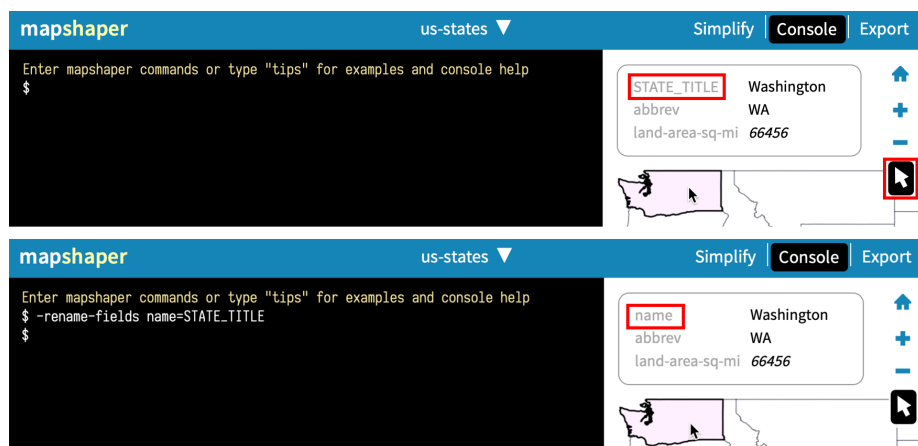 mapshaper
us-states ▼
Simplify
Console
Export
Enter mapshaper commands or type "tips" for examples and console help
$
STATE_TITLE Washington
abbrev WA
land-area-sq-mi 66456
mapshaper
us-states ▼
Simplify
Console
Export
Enter mapshaper commands or type "tips" for examples and console help
$ -rename-fields name=STATE_TITLE
$
name Washington
abbrev WA
land-area-sq-mi 66456